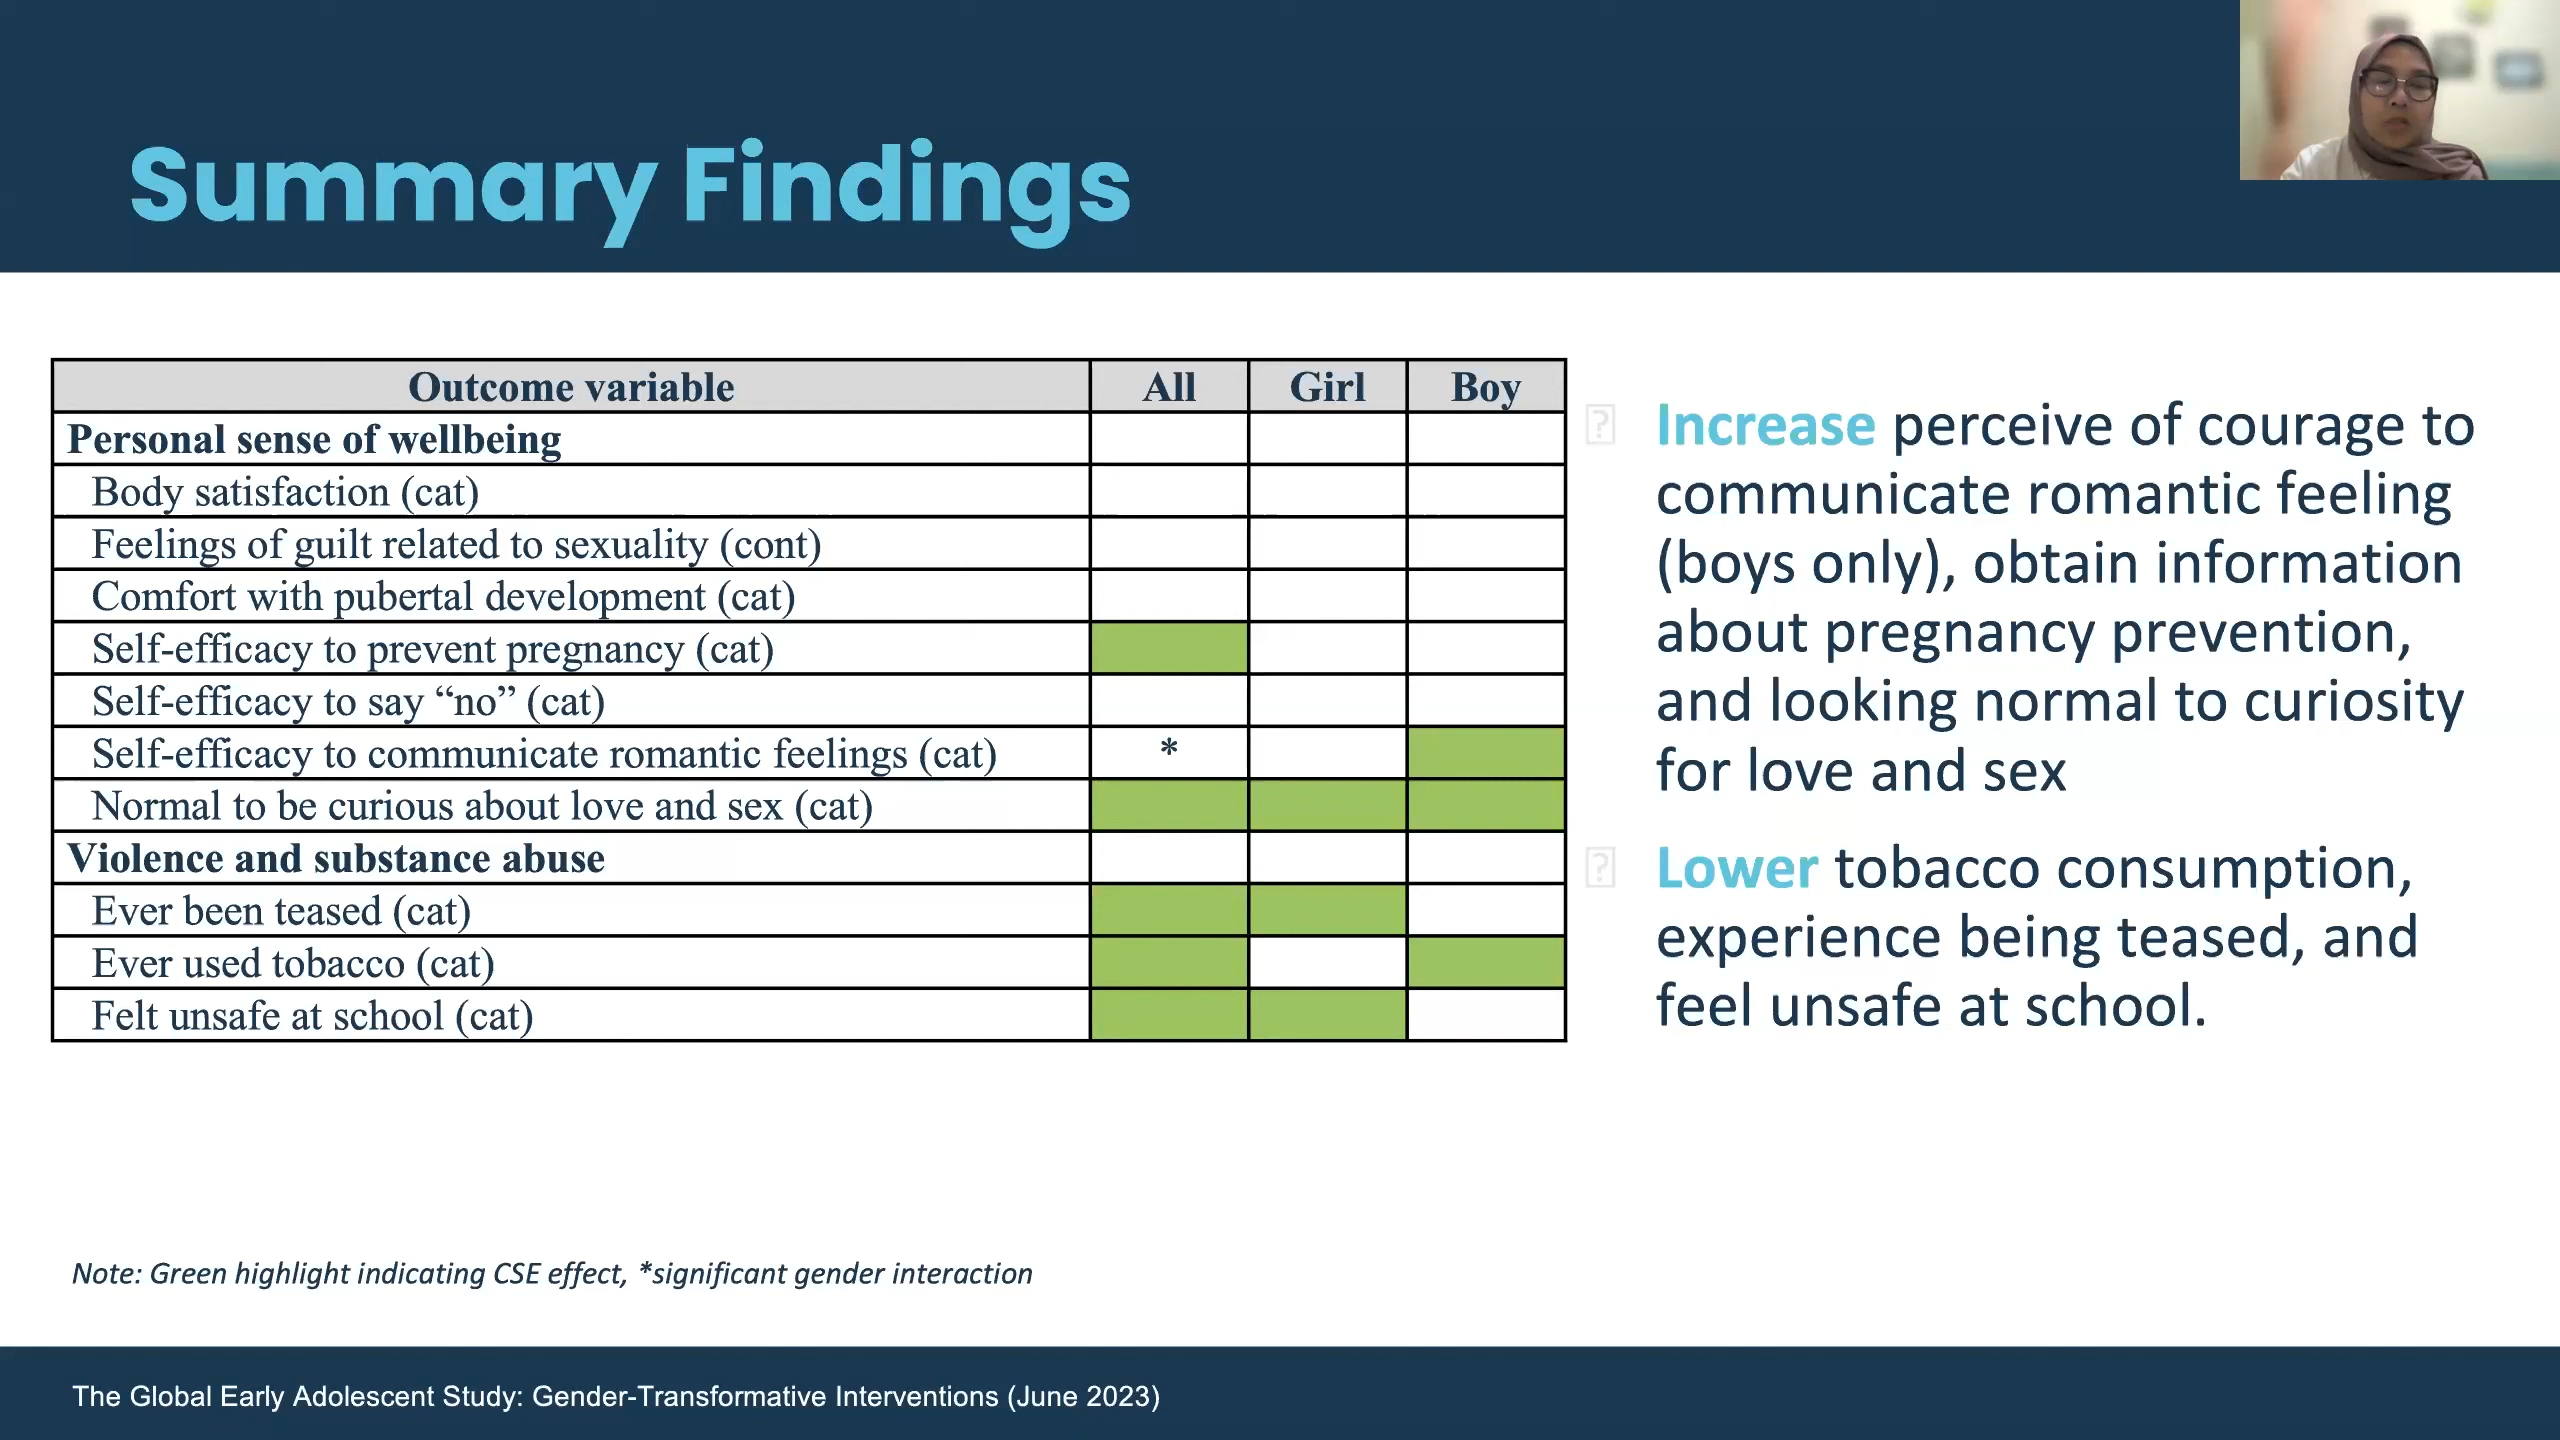 Summary Findings
Outcome variable All Girl Boy
Personal sense of wellbeing
Body satisfaction (cat)
Feelings of guilt related to sexuality (cont)
Comfort with pubertal development (cat)
Self-efficacy to prevent pregnancy (cat)
Self-efficacy to say “no” (cat)
Self-efficacy to communicate romantic feelings (cat) *
Normal to be curious about love and sex (cat)
Violence and substance abuse
Ever been teased (cat)
Ever used tobacco (cat)
Felt unsafe at school (cat)
Increase perceive of courage to
communicate romantic feeling
(boys only), obtain information
about pregnancy prevention,
and looking normal to curiosity
for love and sex
Lower tobacco consumption,
experience being teased, and
feel unsafe at school.
Note: Green highlight indicating CSE effect, *significant gender interaction
The Global Early Adolescent Study: Gender-Transformative Interventions (June 2023)